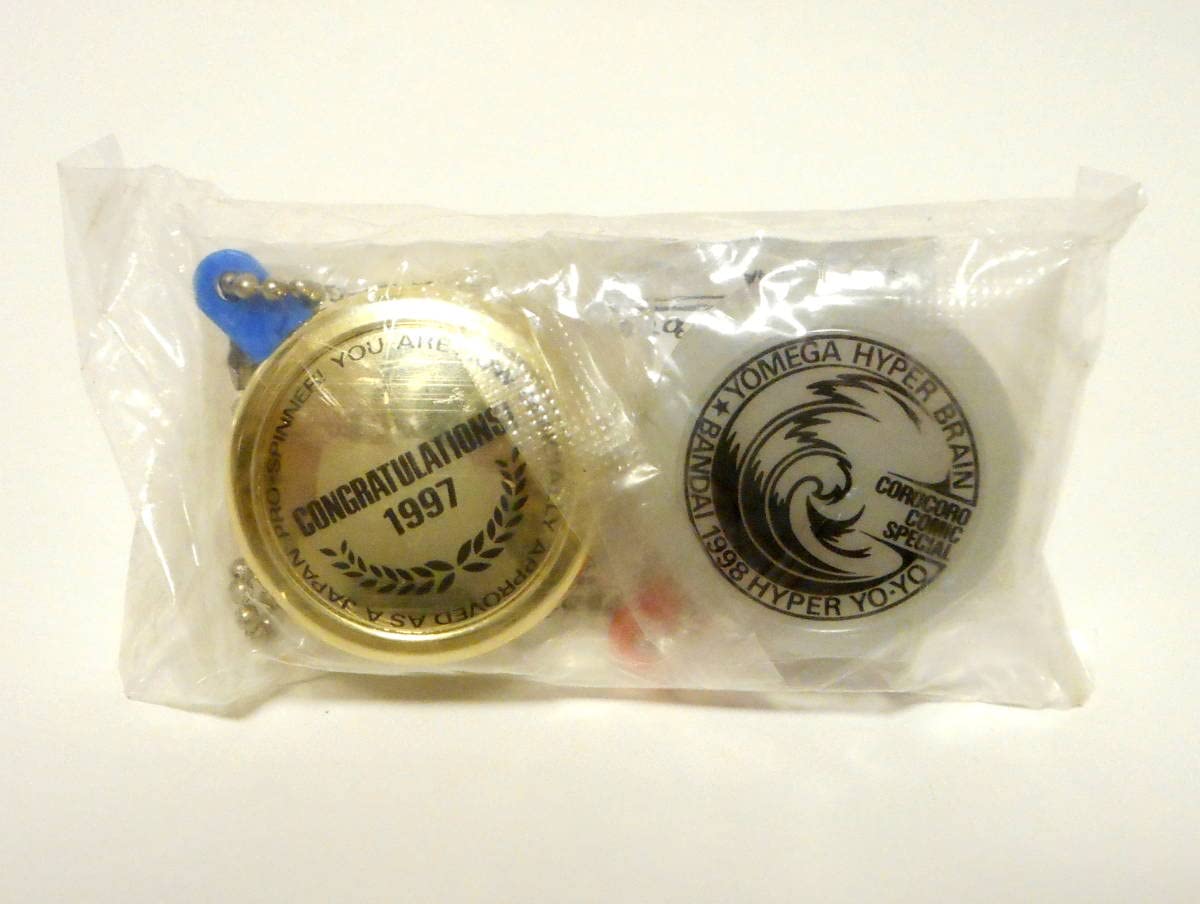 CONGRATULATIONS!
1997
PRO-SPINNER! YOU ARE NOW
LY APPROVED AS A JAPAN
★ YOMEGA HYPER BRAIN
BANDAI 1998 HYPER YO-YO
COROCORO
COMIC
SPECIAL